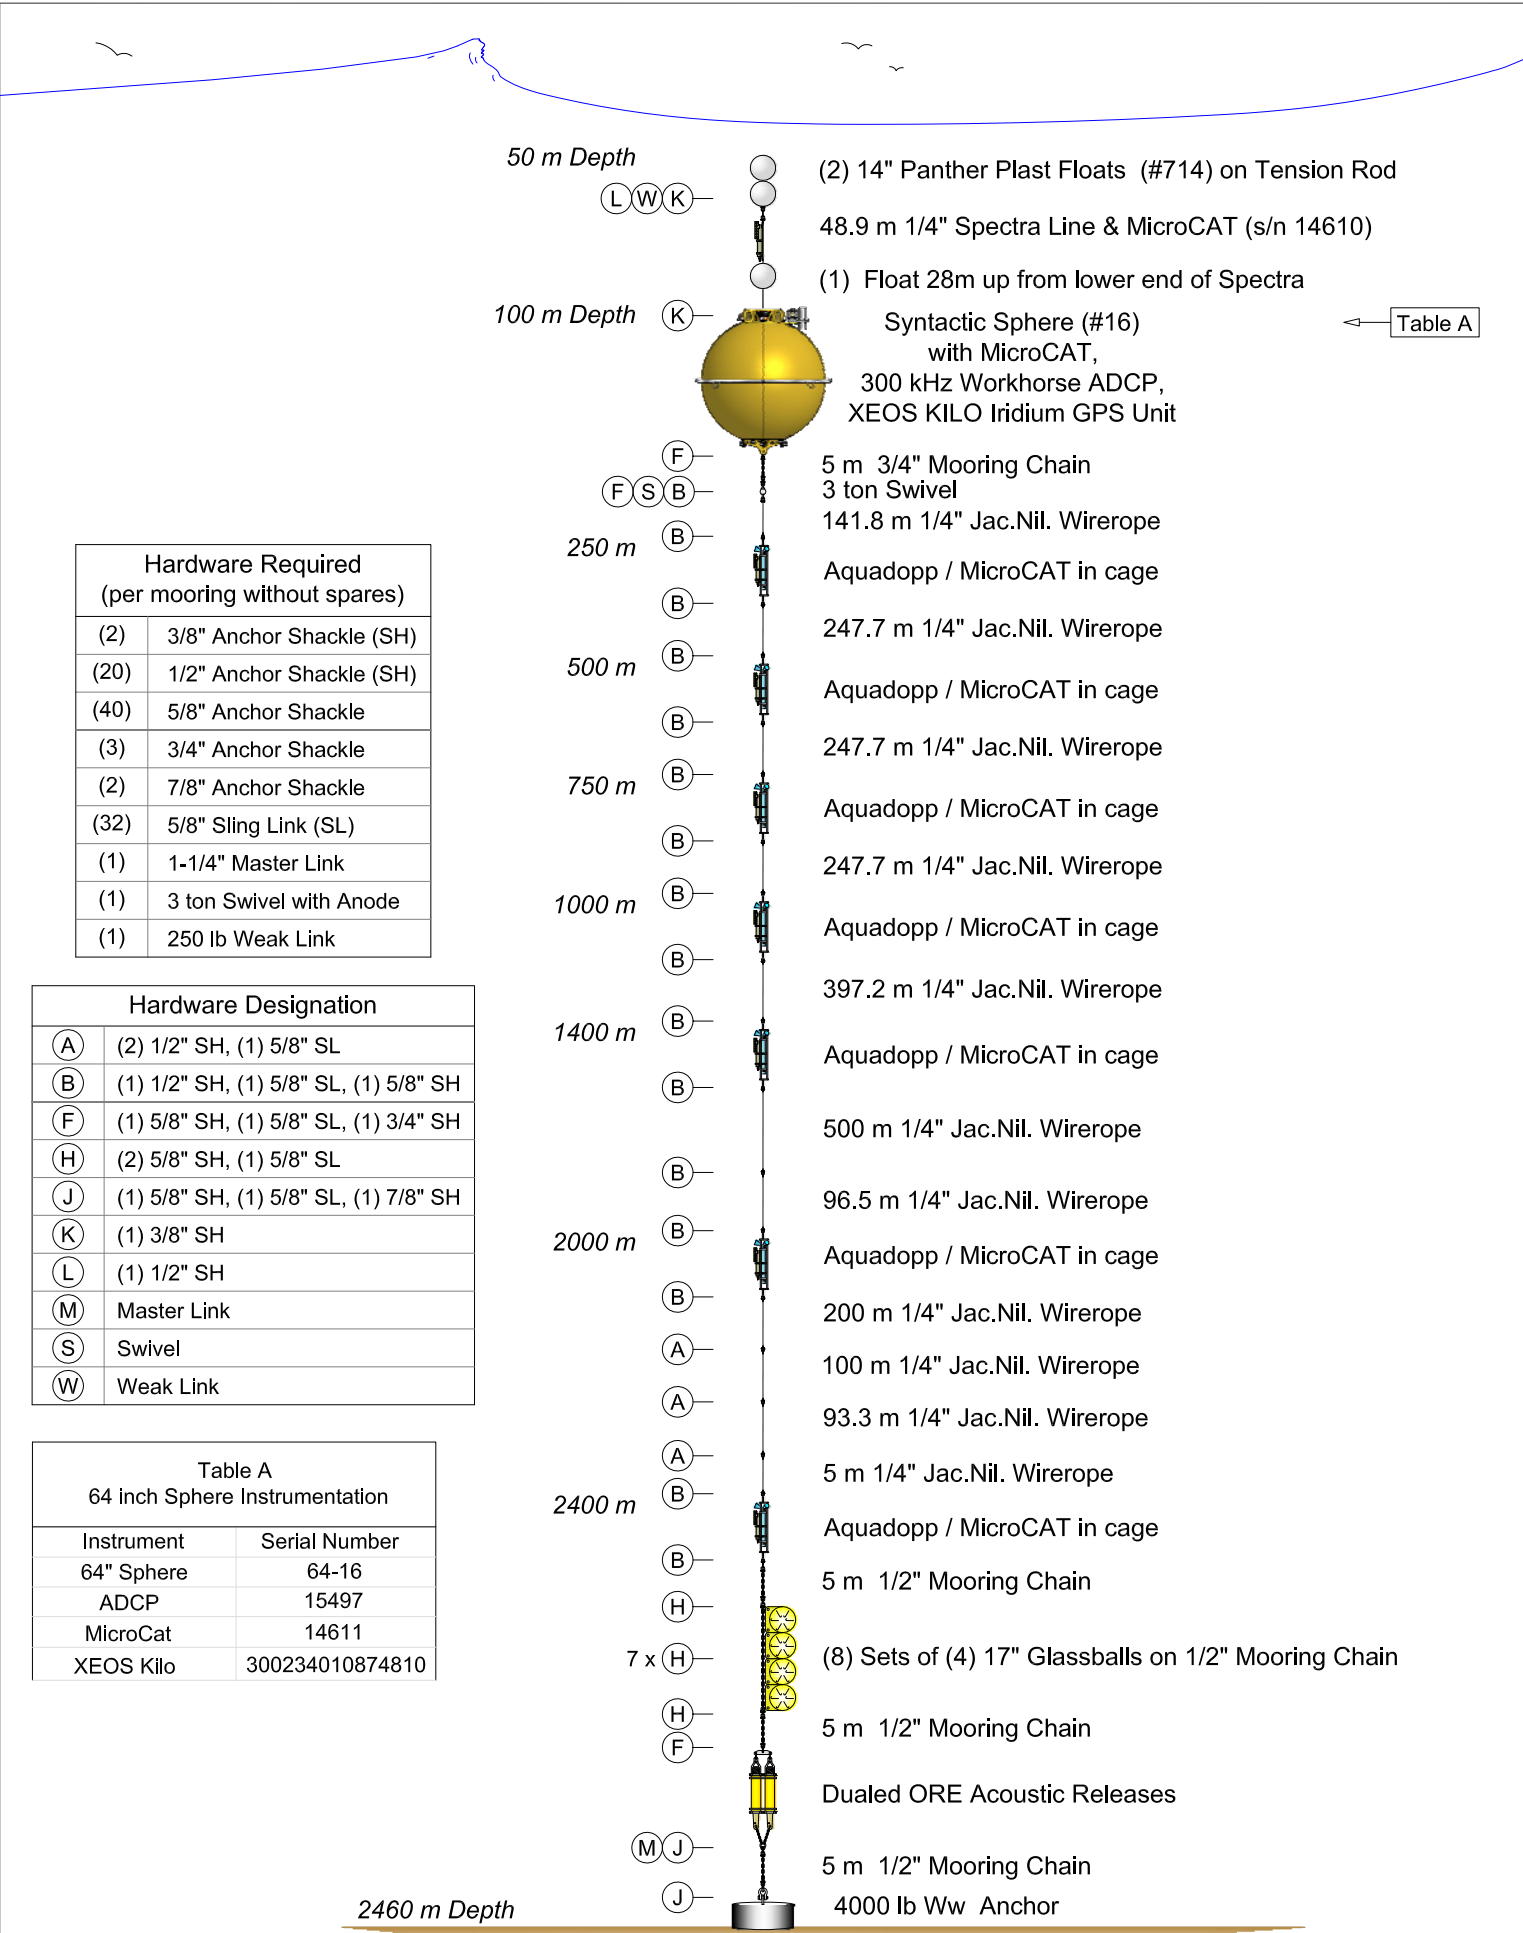 50 m Depth
(2) 14" Panther Plast Floats (#714) on Tension Rod
L W K
48.9 m 1/4" Spectra Line & MicroCAT (s/n 14610)
(1) Float 28m up from lower end of Spectra
100 m Depth
K
Syntactic Sphere (#16)
with MicroCAT,
300 kHz Workhorse ADCP,
XEOS KILO Iridium GPS Unit
Table A
F
5 m 3/4" Mooring Chain
F S B
3 ton Swivel
141.8 m 1/4" Jac.Nil. Wirerope
250 m
B
Aquadopp / MicroCAT in cage
B
247.7 m 1/4" Jac.Nil. Wirerope
500 m
B
Aquadopp / MicroCAT in cage
B
247.7 m 1/4" Jac.Nil. Wirerope
750 m
B
Aquadopp / MicroCAT in cage
B
247.7 m 1/4" Jac.Nil. Wirerope
1000 m
B
Aquadopp / MicroCAT in cage
B
397.2 m 1/4" Jac.Nil. Wirerope
1400 m
B
Aquadopp / MicroCAT in cage
B
500 m 1/4" Jac.Nil. Wirerope
B
96.5 m 1/4" Jac.Nil. Wirerope
2000 m
B
Aquadopp / MicroCAT in cage
B
200 m 1/4" Jac.Nil. Wirerope
A
100 m 1/4" Jac.Nil. Wirerope
A
93.3 m 1/4" Jac.Nil. Wirerope
A
5 m 1/4" Jac.Nil. Wirerope
2400 m
B
Aquadopp / MicroCAT in cage
B
5 m 1/2" Mooring Chain
H
7 x H
(8) Sets of (4) 17" Glassballs on 1/2" Mooring Chain
H
5 m 1/2" Mooring Chain
F
Dualed ORE Acoustic Releases
M J
5 m 1/2" Mooring Chain
J
4000 lb Ww Anchor
2460 m Depth
Hardware Required
(per mooring without spares)
(2) 3/8" Anchor Shackle (SH)
(20) 1/2" Anchor Shackle (SH)
(40) 5/8" Anchor Shackle
(3) 3/4" Anchor Shackle
(2) 7/8" Anchor Shackle
(32) 5/8" Sling Link (SL)
(1) 1-1/4" Master Link
(1) 3 ton Swivel with Anode
(1) 250 lb Weak Link
Hardware Designation
A (2) 1/2" SH, (1) 5/8" SL
B (1) 1/2" SH, (1) 5/8" SL, (1) 5/8" SH
F (1) 5/8" SH, (1) 5/8" SL, (1) 3/4" SH
H (2) 5/8" SH, (1) 5/8" SL
J (1) 5/8" SH, (1) 5/8" SL, (1) 7/8" SH
K (1) 3/8" SH
L (1) 1/2" SH
M Master Link
S Swivel
W Weak Link
Table A
64 inch Sphere Instrumentation
Instrument Serial Number
64" Sphere 64-16
ADCP 15497
MicroCat 14611
XEOS Kilo 300234010874810